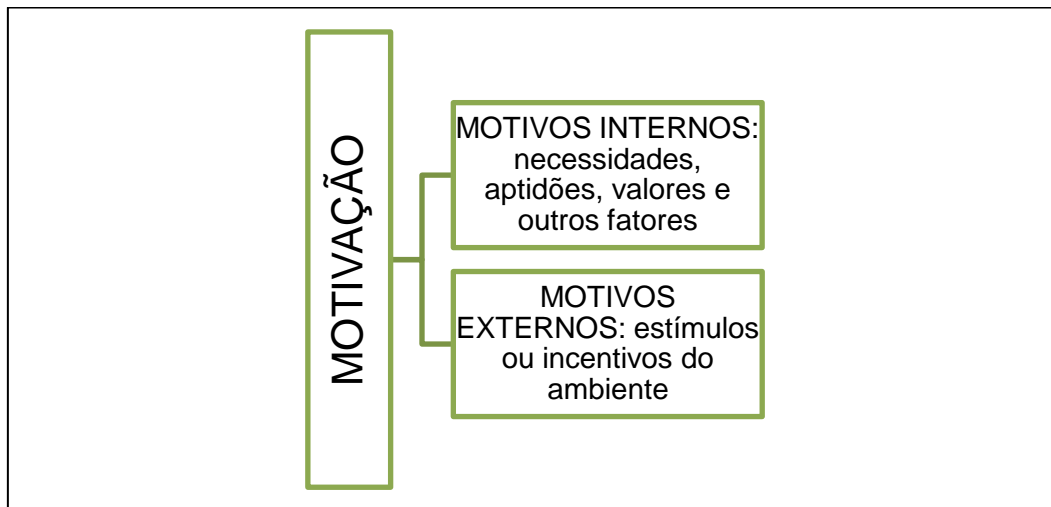 MOTIVAÇÃO
MOTIVOS INTERNOS:
necessidades,
aptidões, valores e
outros fatores
MOTIVOS
EXTERNOS: estímulos
ou incentivos do
ambiente